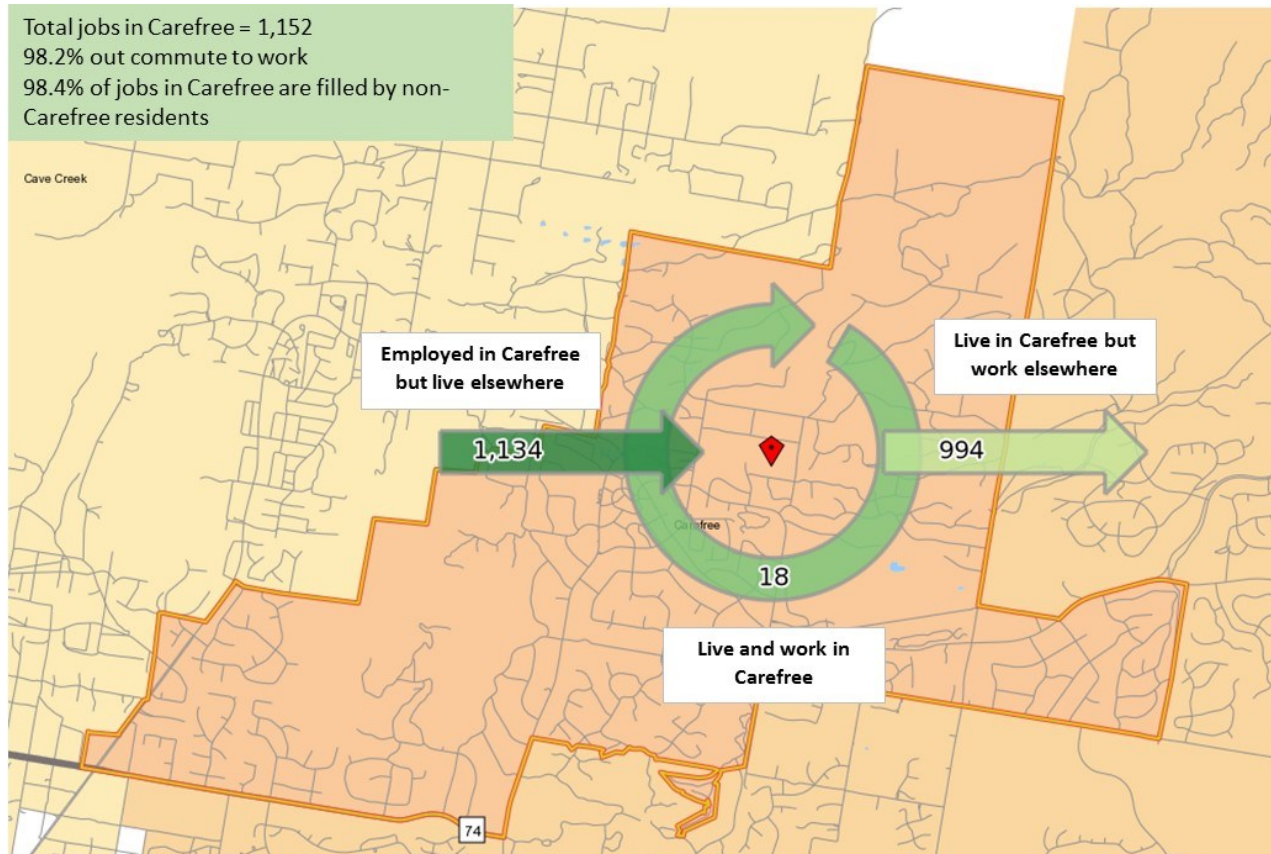 Total jobs in Carefree = 1,152
98.2% out commute to work
98.4% of jobs in Carefree are filled by non-
Carefree residents
Cave Creek
Employed in Carefree
but live elsewhere
Live in Carefree but
work elsewhere
1,134
994
Carefree
18
Live and work in
Carefree
74